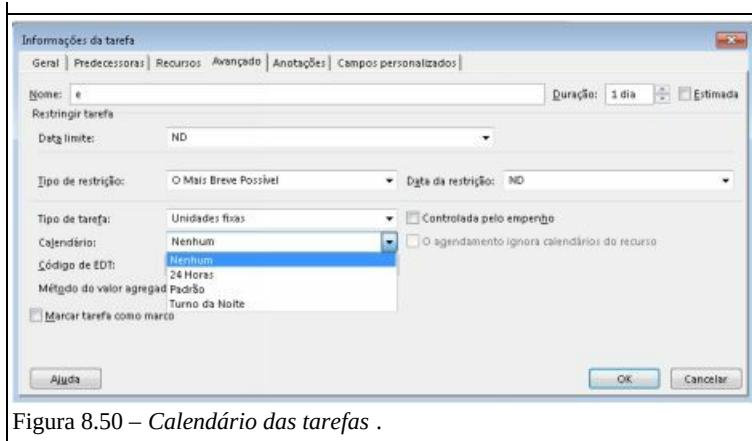 Informações da tarefa
Geral Predecessoras Recursos Avançado Anotações Campos personalizados
Nome: e Duração: 1 dia Estimada
Restringir tarefa
Data limite: ND
Tipo de restrição: O Mais Breve Possível Data da restrição: ND
Tipo de tarefa: Unidades fixas Controlada pelo empenho
Calendário: Nenhum O agendamento ignora calendários do recurso
Código de EDT: Nenhum
24 Horas
Método do valor agregad Padrão
Turno da Noite
Marcar tarefa como marco
Ajuda OK Cancelar
Figura 8.50 – Calendário das tarefas .